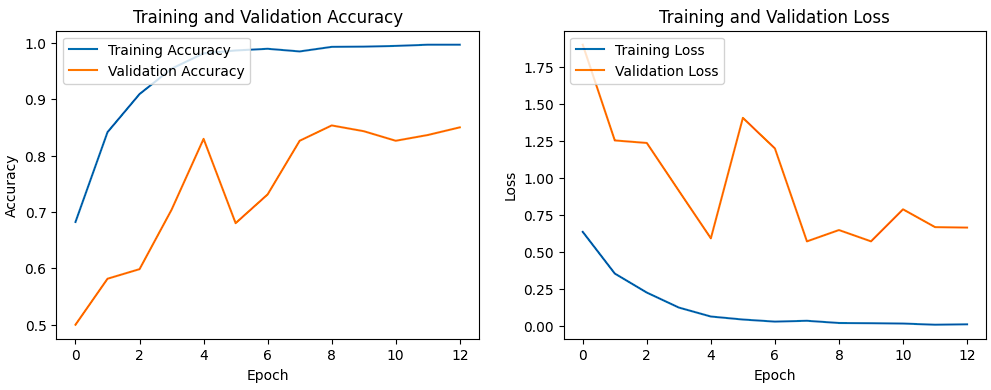 Training and Validation Accuracy
Training Accuracy
Validation Accuracy
1.0
0.9
0.8
0.7
0.6
0.5
Accuracy
0 2 4 6 8 10 12
Epoch
Training and Validation Loss
Training Loss
Validation Loss
1.75
1.50
1.25
1.00
0.75
0.50
0.25
0.00
Loss
0 2 4 6 8 10 12
Epoch